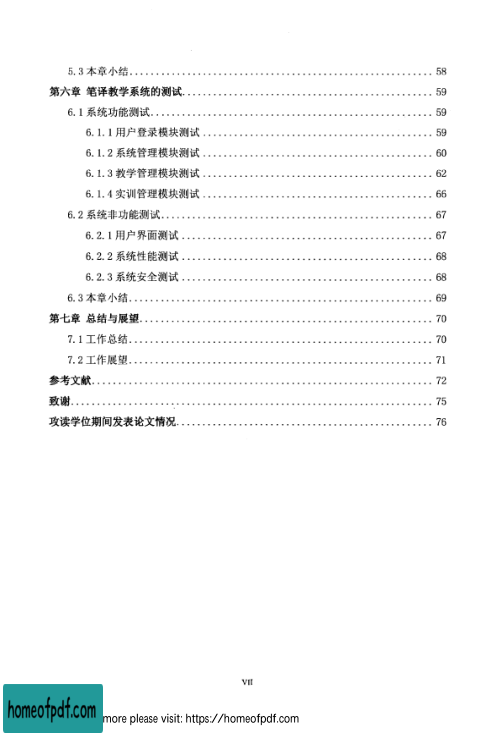 5.3本章小结........................................................ 58
第六章 笔译教学系统的测试................................................ 59
6.1系统功能测试...................................................... 59
6.1.1用户登录模块测试............................................ 59
6.1.2系统管理模块测试............................................ 60
6.1.3教学管理模块测试............................................ 62
6.1.4实训管理模块测试............................................ 66
6.2系统非功能测试.................................................... 67
6.2.1用户界面测试................................................ 67
6.2.2系统性能测试................................................ 68
6.2.3系统安全测试................................................ 68
6.3本章小结.......................................................... 69
第七章 总结与展望........................................................ 70
7.1工作总结.......................................................... 70
7.2工作展望.......................................................... 71
参考文献................................................................. 72
致谢..................................................................... 75
攻读学位期间发表论文情况................................................. 76
VII
homeofpdf.com
more please visit: https://homeofpdf.com